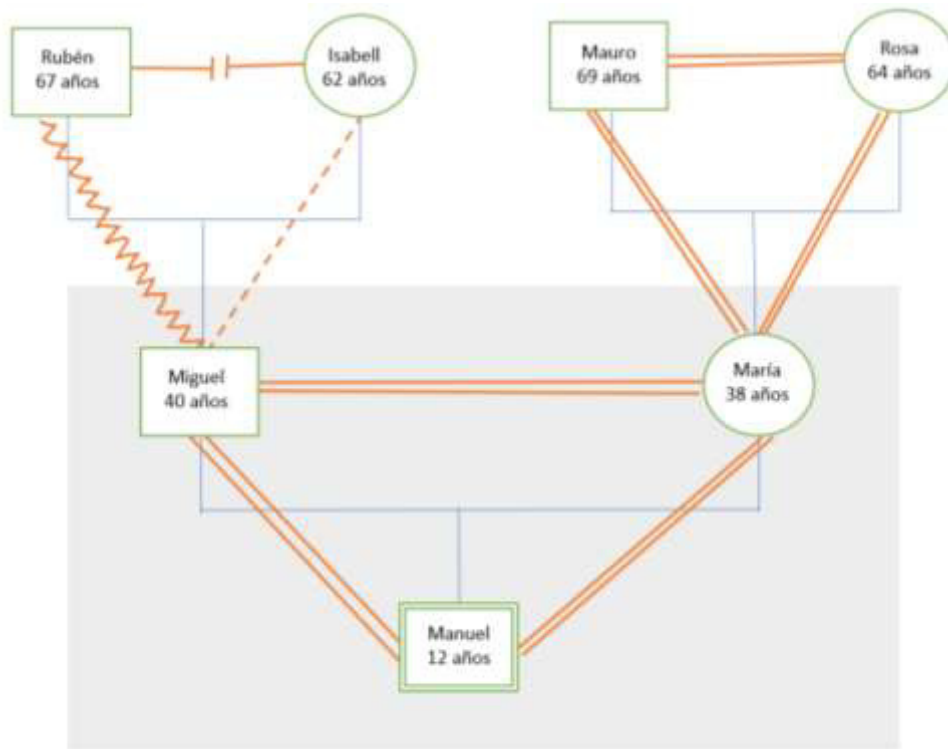 Rubén
67 años
Isabell
62 años
Mauro
69 años
Rosa
64 años
Miguel
40 años
María
38 años
Manuel
12 años